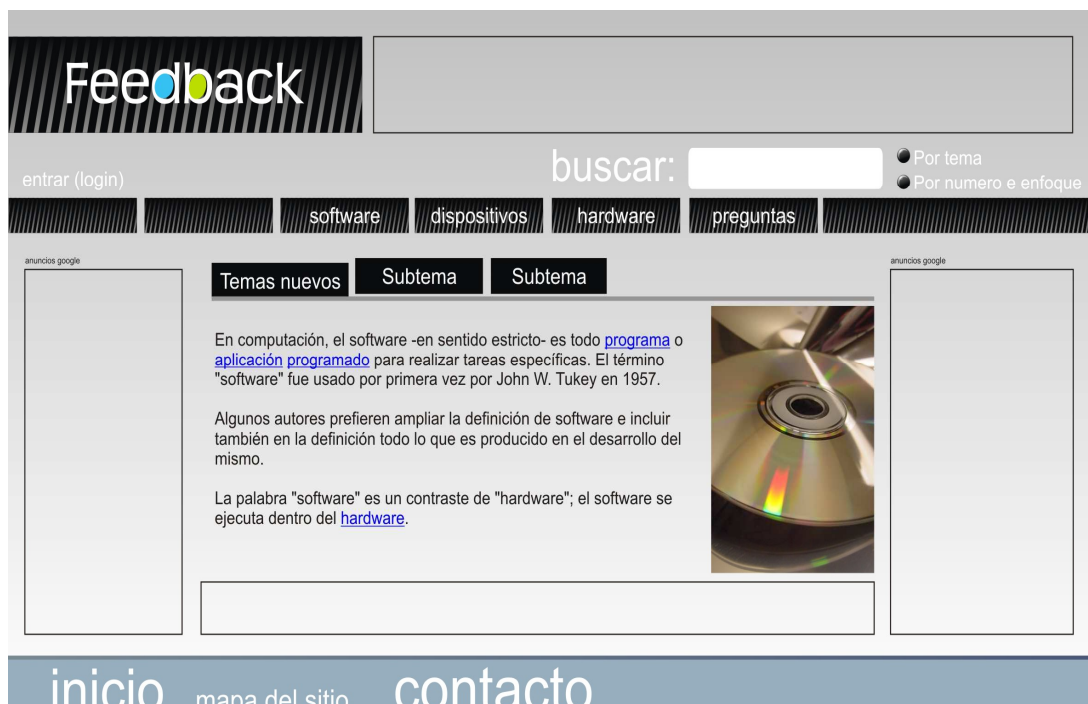 Feedback
buscar:
Por tema
entrar (login)
Por numero e enfoque
software dispositivos hardware preguntas
anuncios google
anuncios google
Temas nuevos Subtema Subtema
En computación, el software -en sentido estricto- es todo programa o
aplicación programado para realizar tareas específicas. El término
"software" fue usado por primera vez por John W. Tukey en 1957.
Algunos autores prefieren ampliar la definición de software e incluir
también en la definición todo lo que es producido en el desarrollo del
mismo.
La palabra "software" es un contraste de "hardware"; el software se
ejecuta dentro del hardware.
inicio mapa del sitio contacto